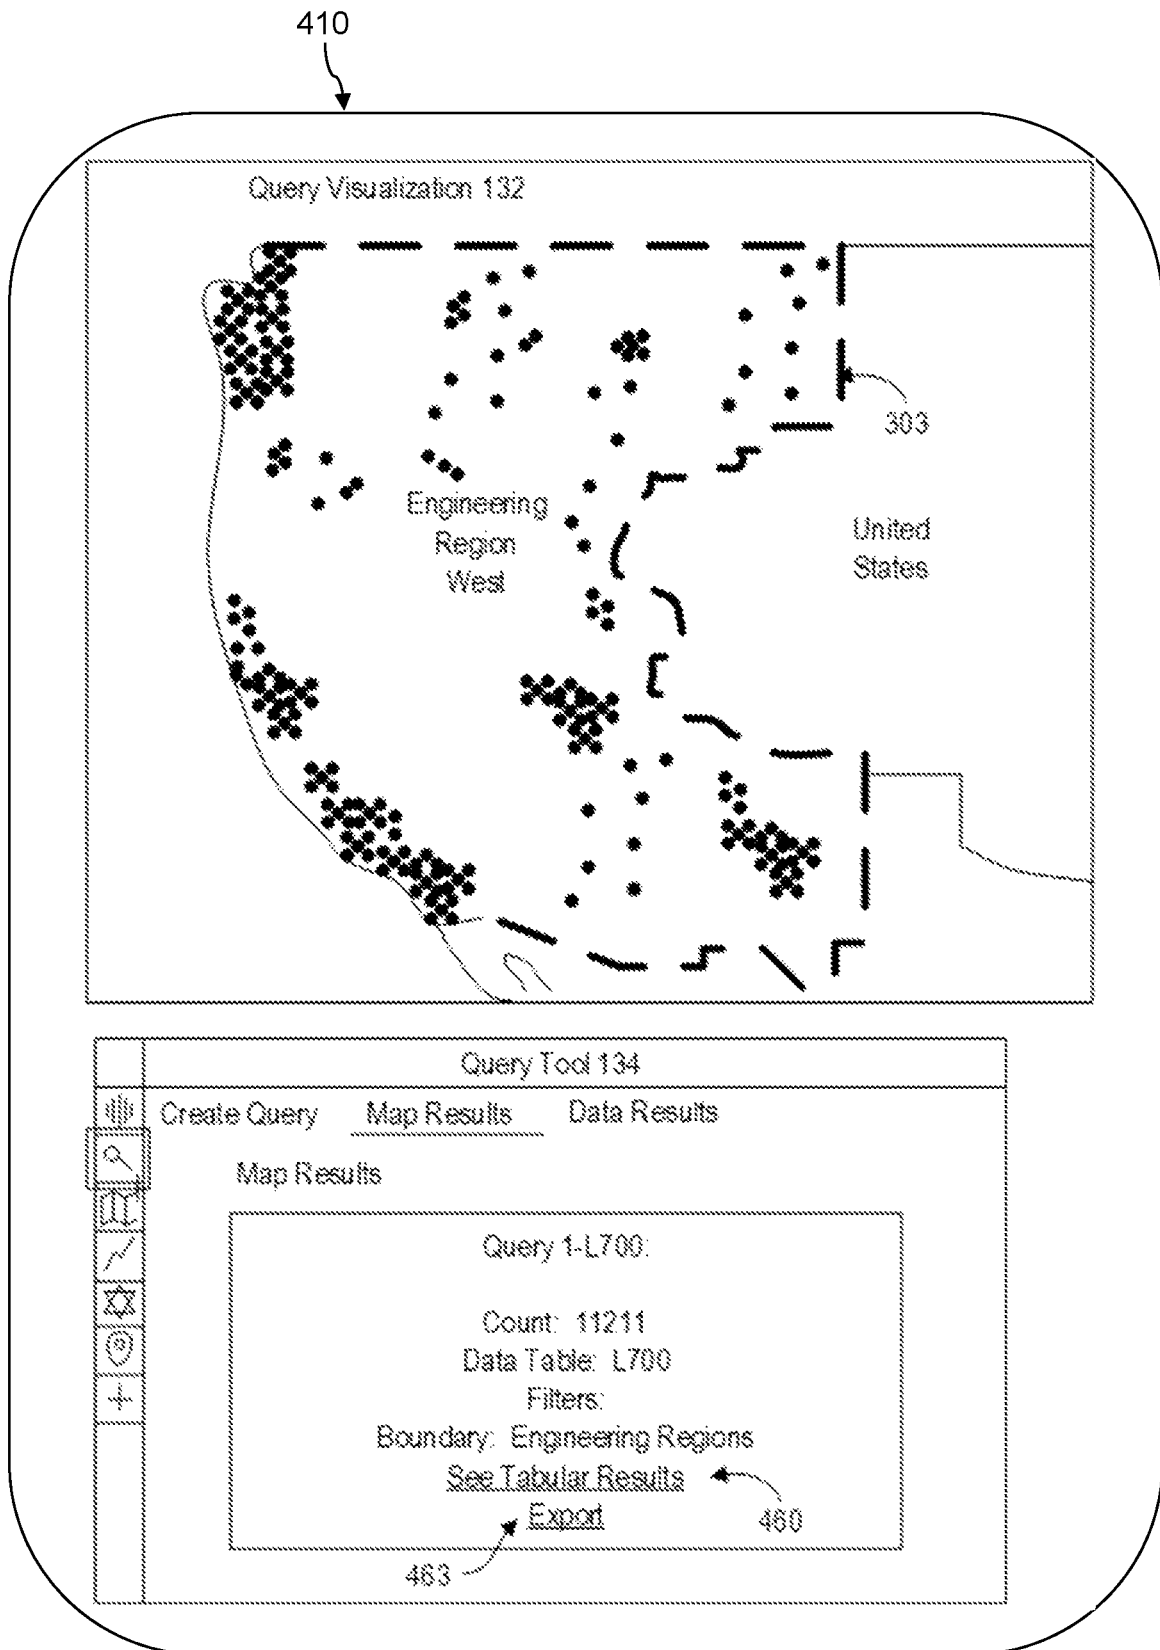 410
Query Visualization 132
303
Engineering
Region
West
United
States
Query Tool 134
Create Query Map Results Data Results
Map Results
Query 1-L700:
Count: 11211
Data Table: L700
Filters:
Boundary: Engineering Regions
See Tabular Results
Export
460
463